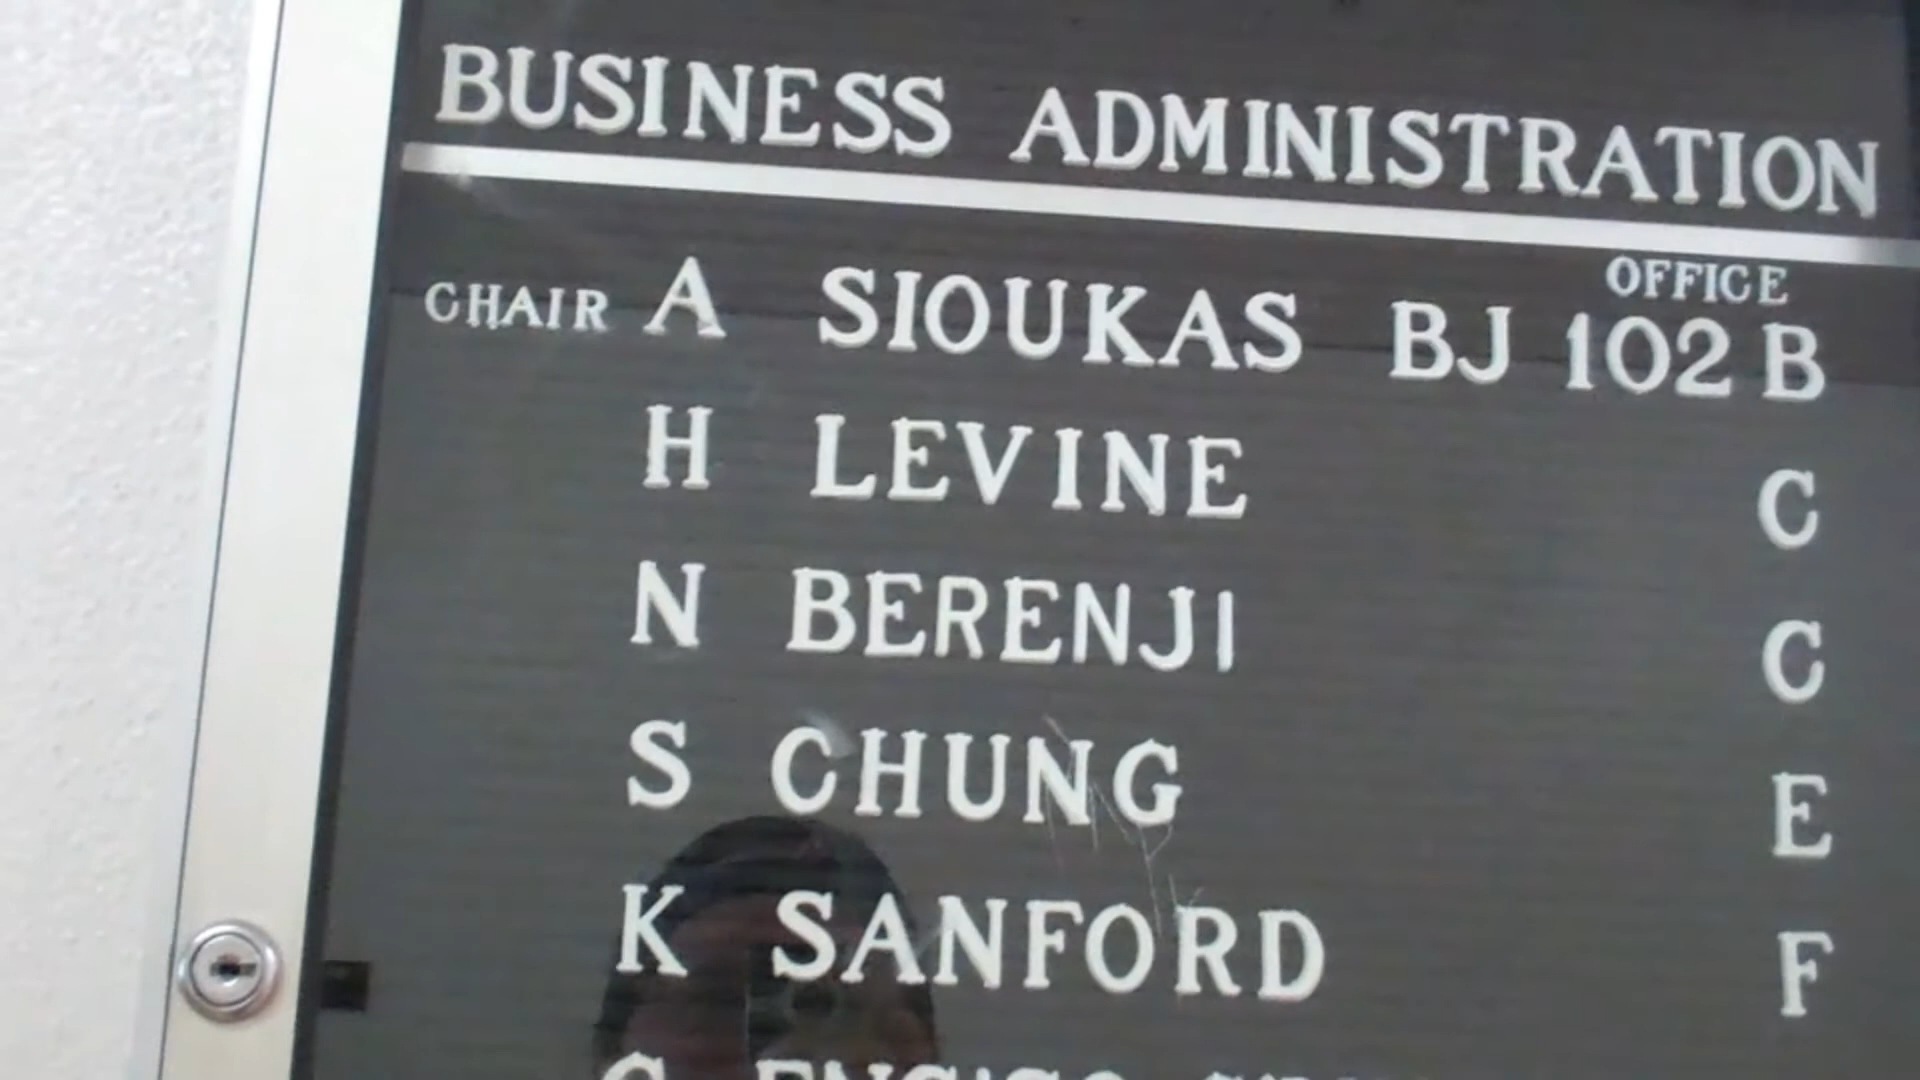 BUSINESS ADMINISTRATION
OFFICE
CHAIR A SIOUKAS BJ 102 B
H LEVINE C
N BERENJI C
S CHUNG E
K SANFORD F